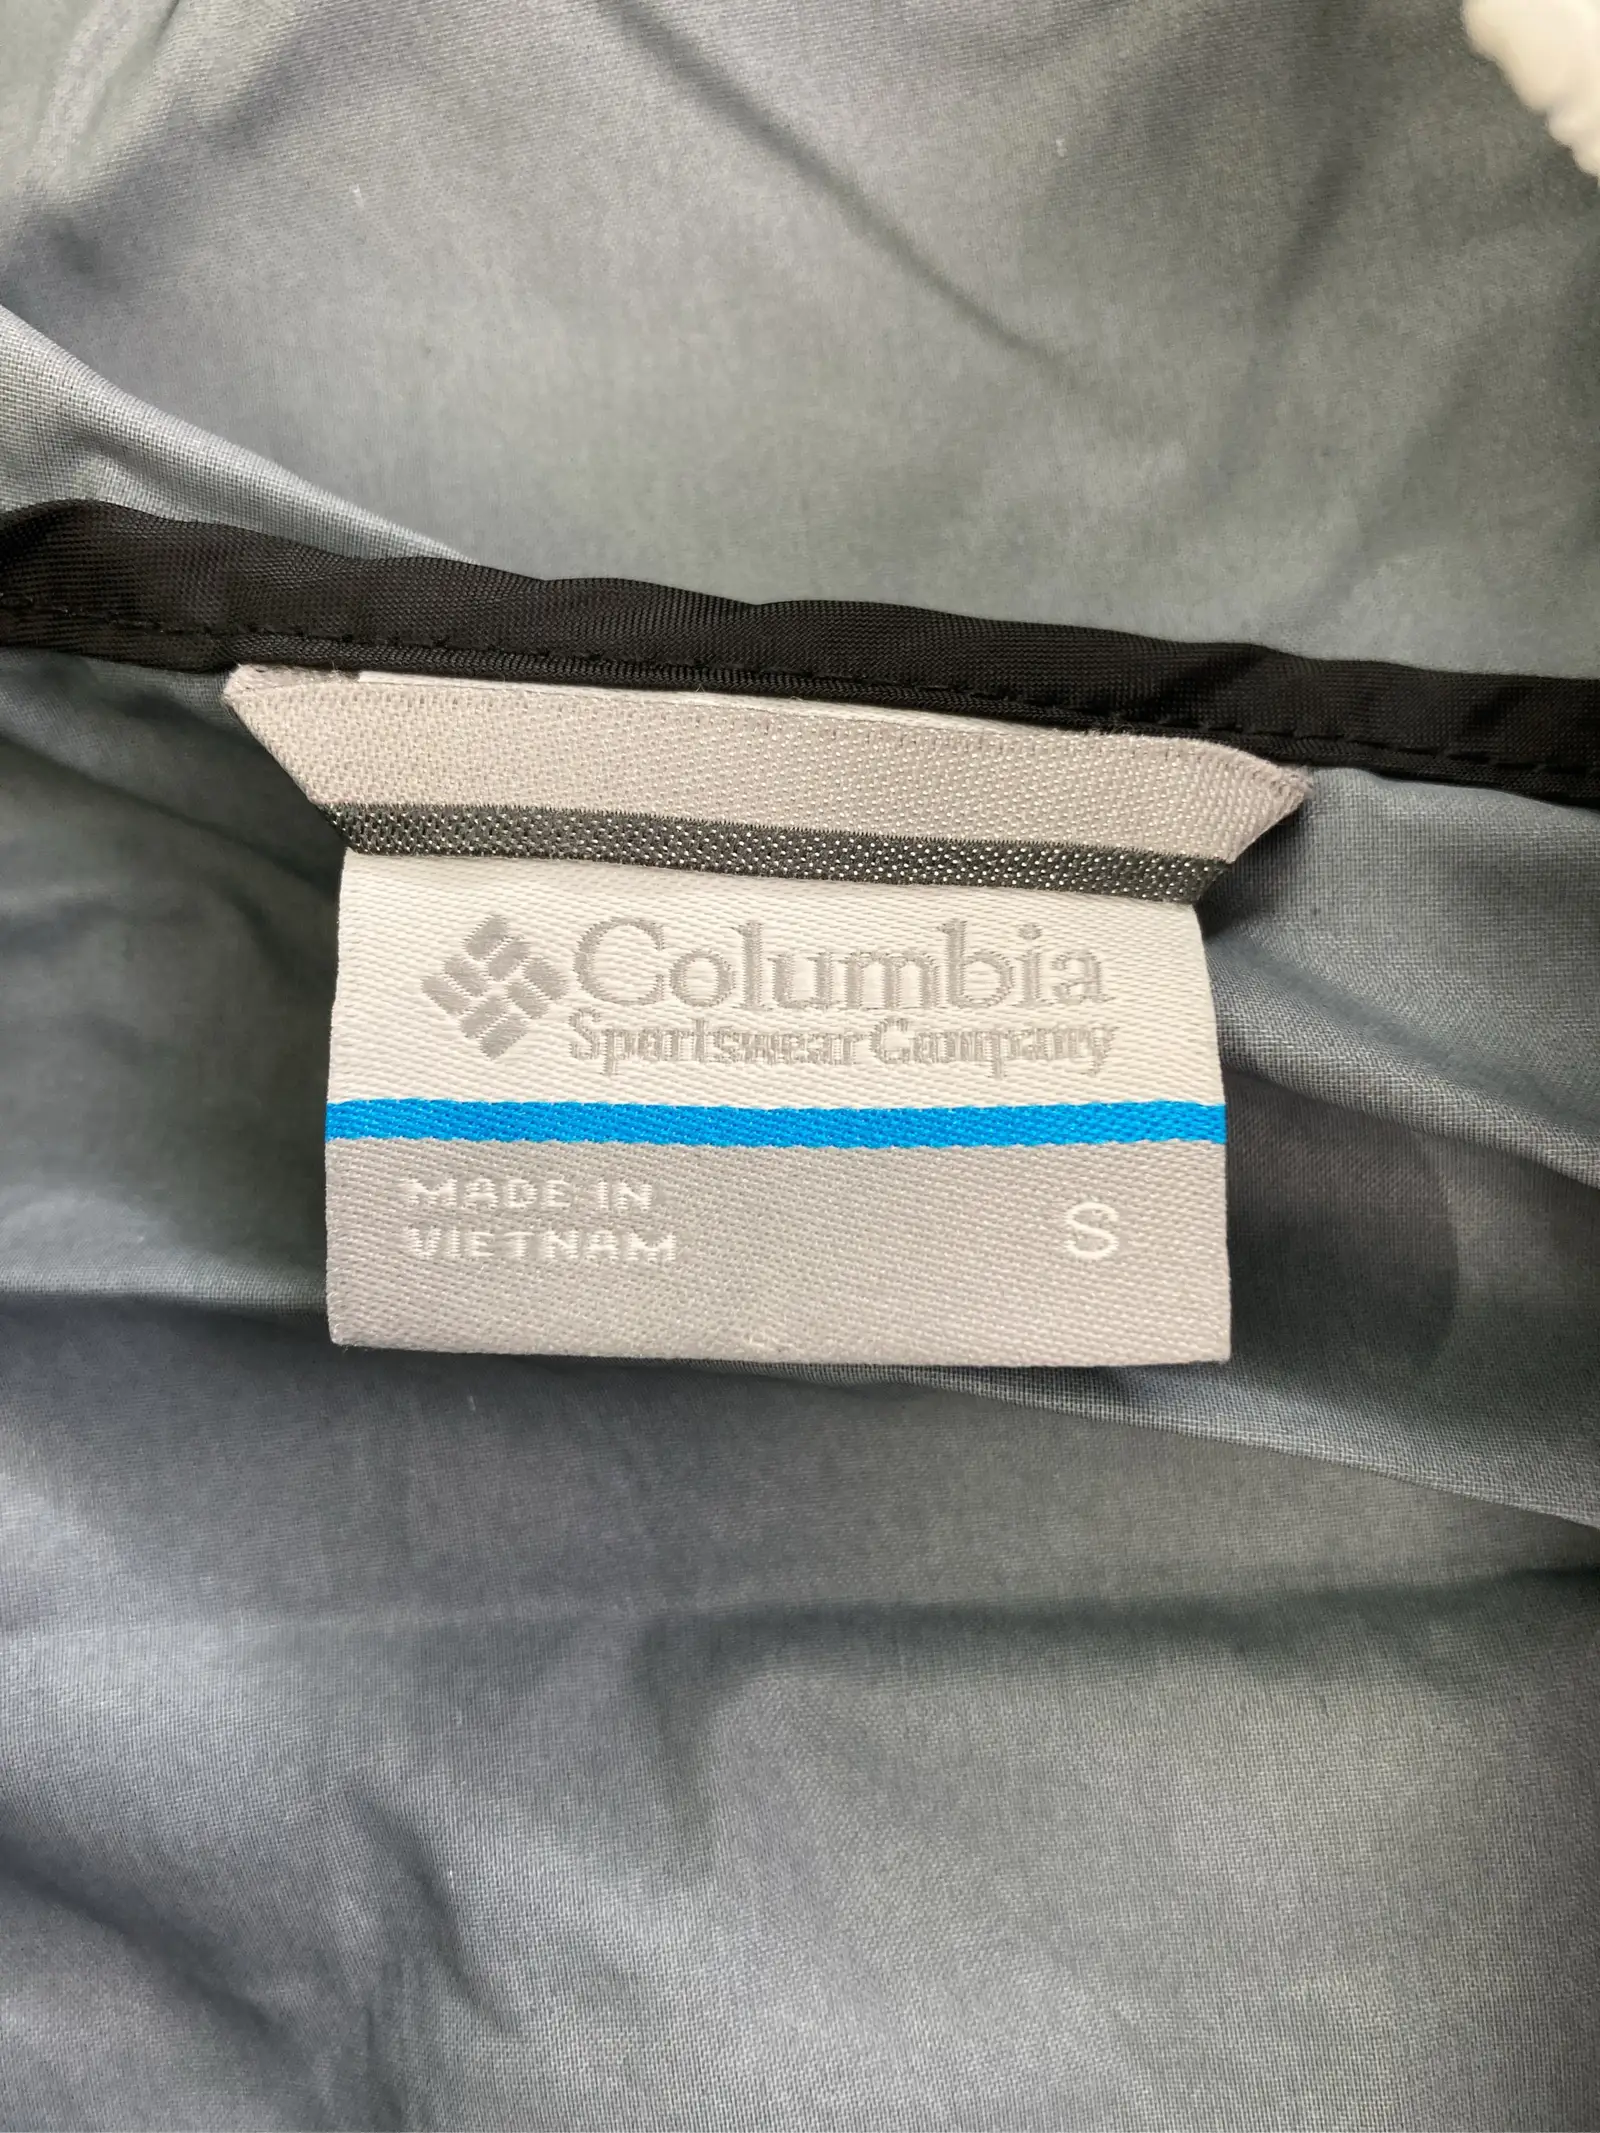 Columbia
Sportswear Company
MADE IN
VIETNAM
S